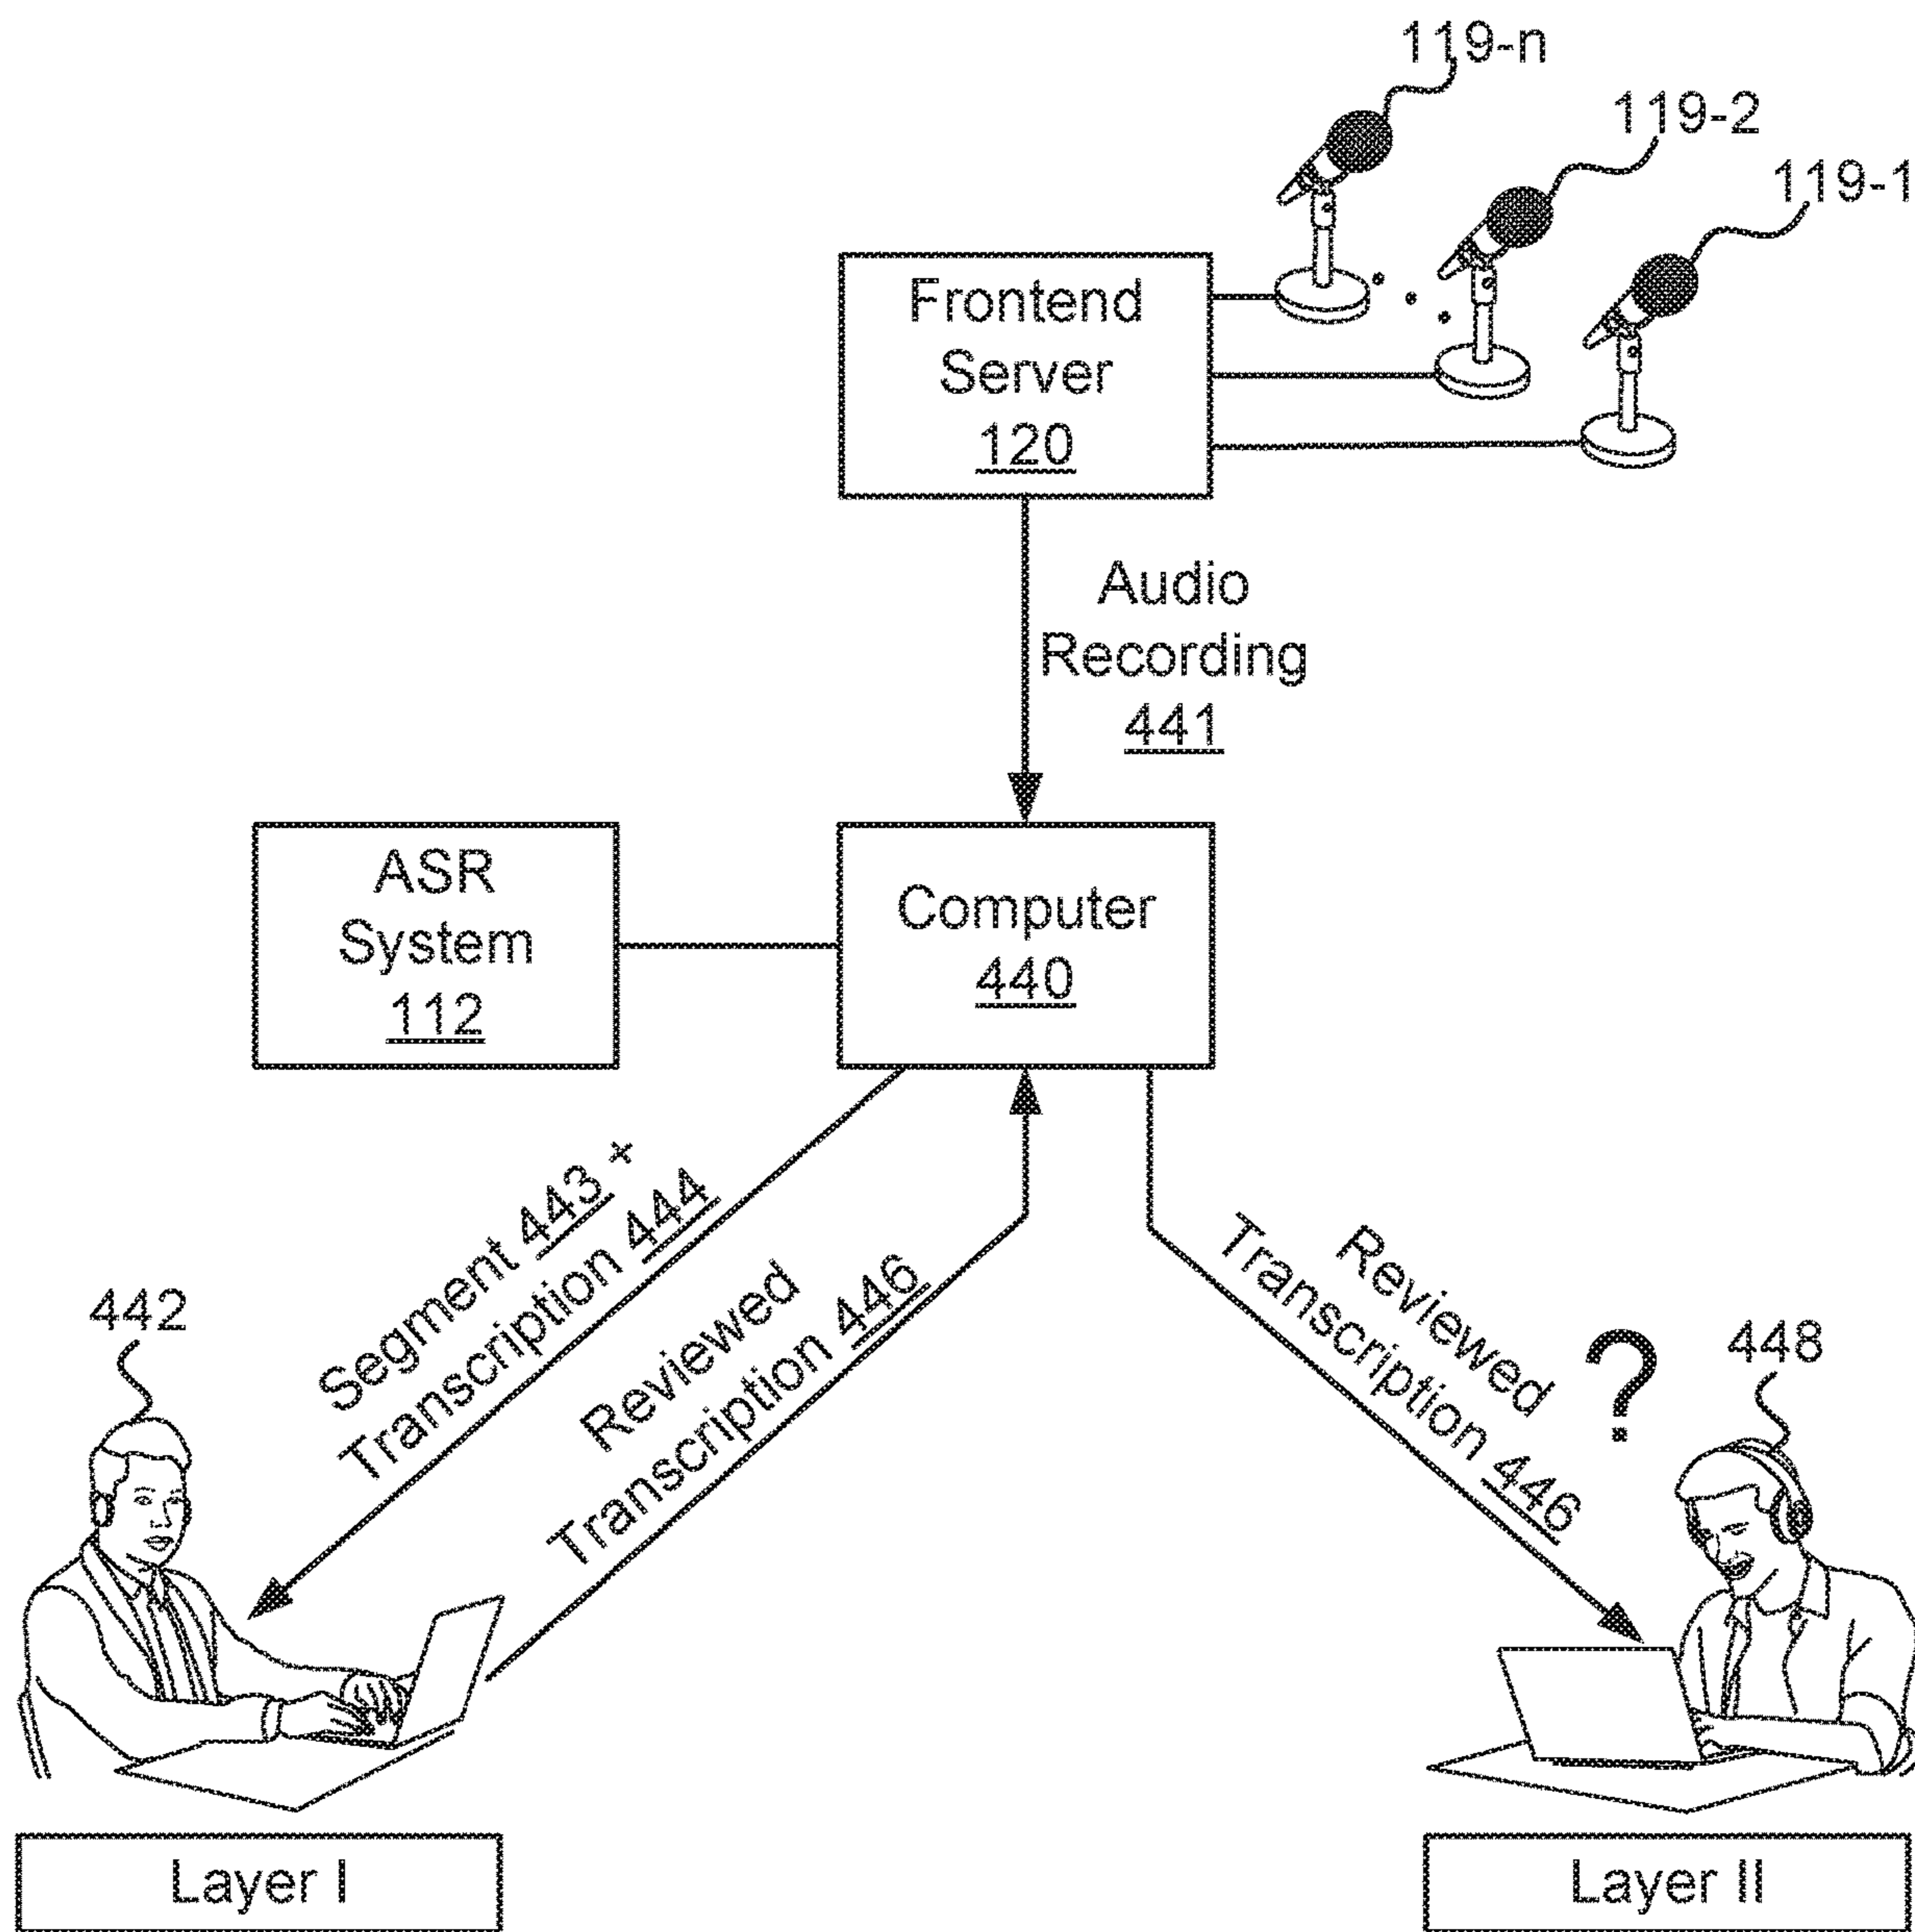 119-n
119-2
119-1
Frontend
Server
120
Audio
Recording
441
ASR
System
112
Computer
440
Segment 443 +
Transcription 444
Reviewed
Transcription 446
Reviewed
Transcription 446
?
442
448
Layer I
Layer II